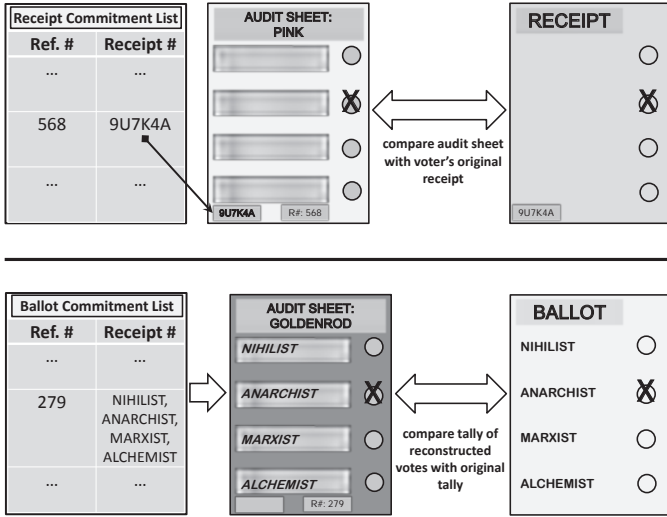 Receipt Commitment List
Ref. # Receipt #
... ...
568 9U7K4A
... ...
AUDIT SHEET:
PINK
9U7K4A R#: 568
compare audit sheet
with voter's original
receipt
RECEIPT
9U7K4A
Ballot Commitment List
Ref. # Receipt #
... ...
279 NIHILIST,
ANARCHIST,
MARXIST,
ALCHEMIST
... ...
AUDIT SHEET:
GOLDENROD
NIHILIST
ANARCHIST
MARXIST
ALCHEMIST
R#: 279
compare tally of
reconstructed
votes with original
tally
BALLOT
NIHILIST
ANARCHIST
MARXIST
ALCHEMIST